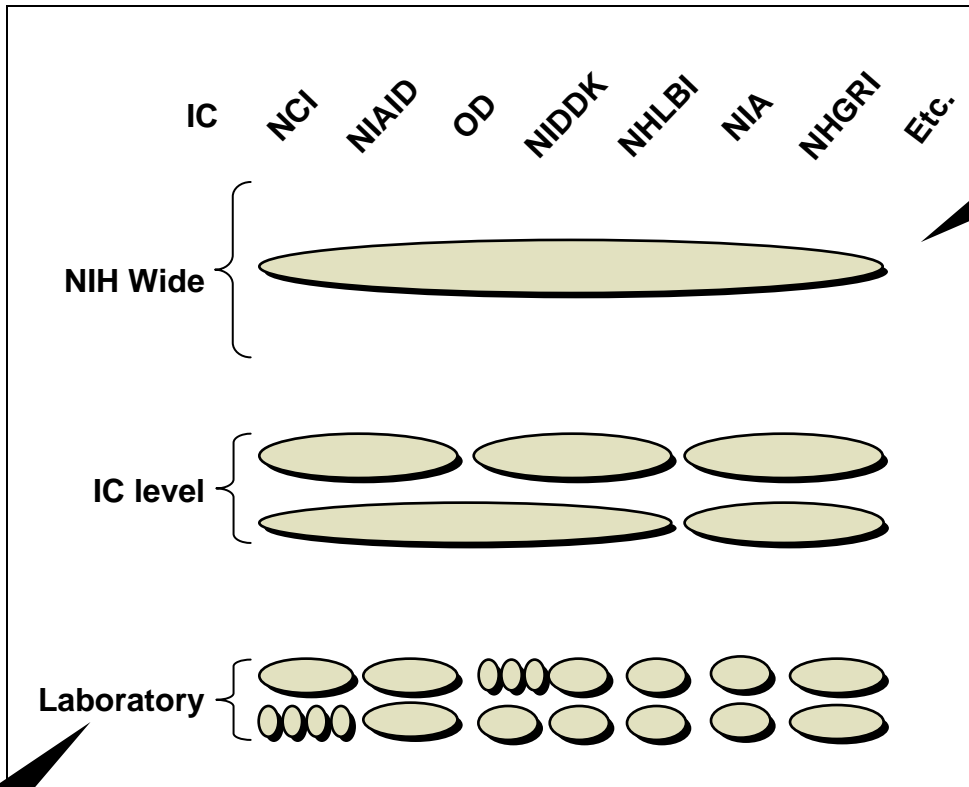 IC NCI NIAID OD NIDDK NHLBI NIA NHGRI Etc.
NIH Wide
IC level
Laboratory